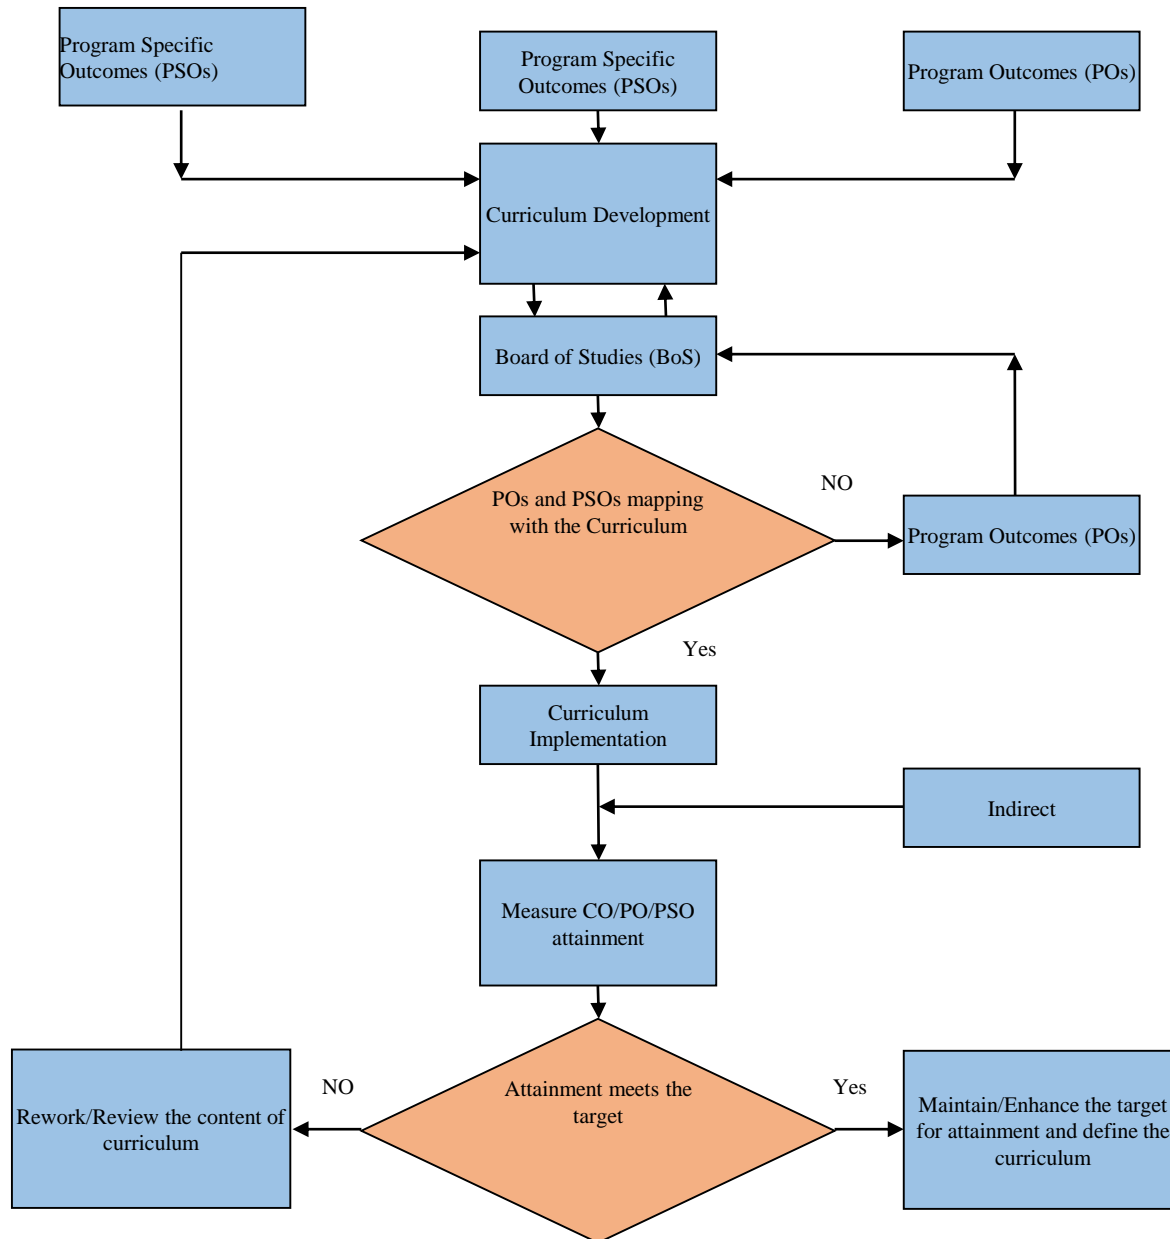 Program Specific
Outcomes (PSOs)
Program Specific
Outcomes (PSOs)
Program Outcomes (POs)
Curriculum Development
Board of Studies (BoS)
POs and PSOs mapping
with the Curriculum
NO
Program Outcomes (POs)
Yes
Curriculum
Implementation
Indirect
Measure CO/PO/PSO
attainment
Rework/Review the content of
curriculum
NO
Attainment meets the
target
Yes
Maintain/Enhance the target
for attainment and define the
curriculum